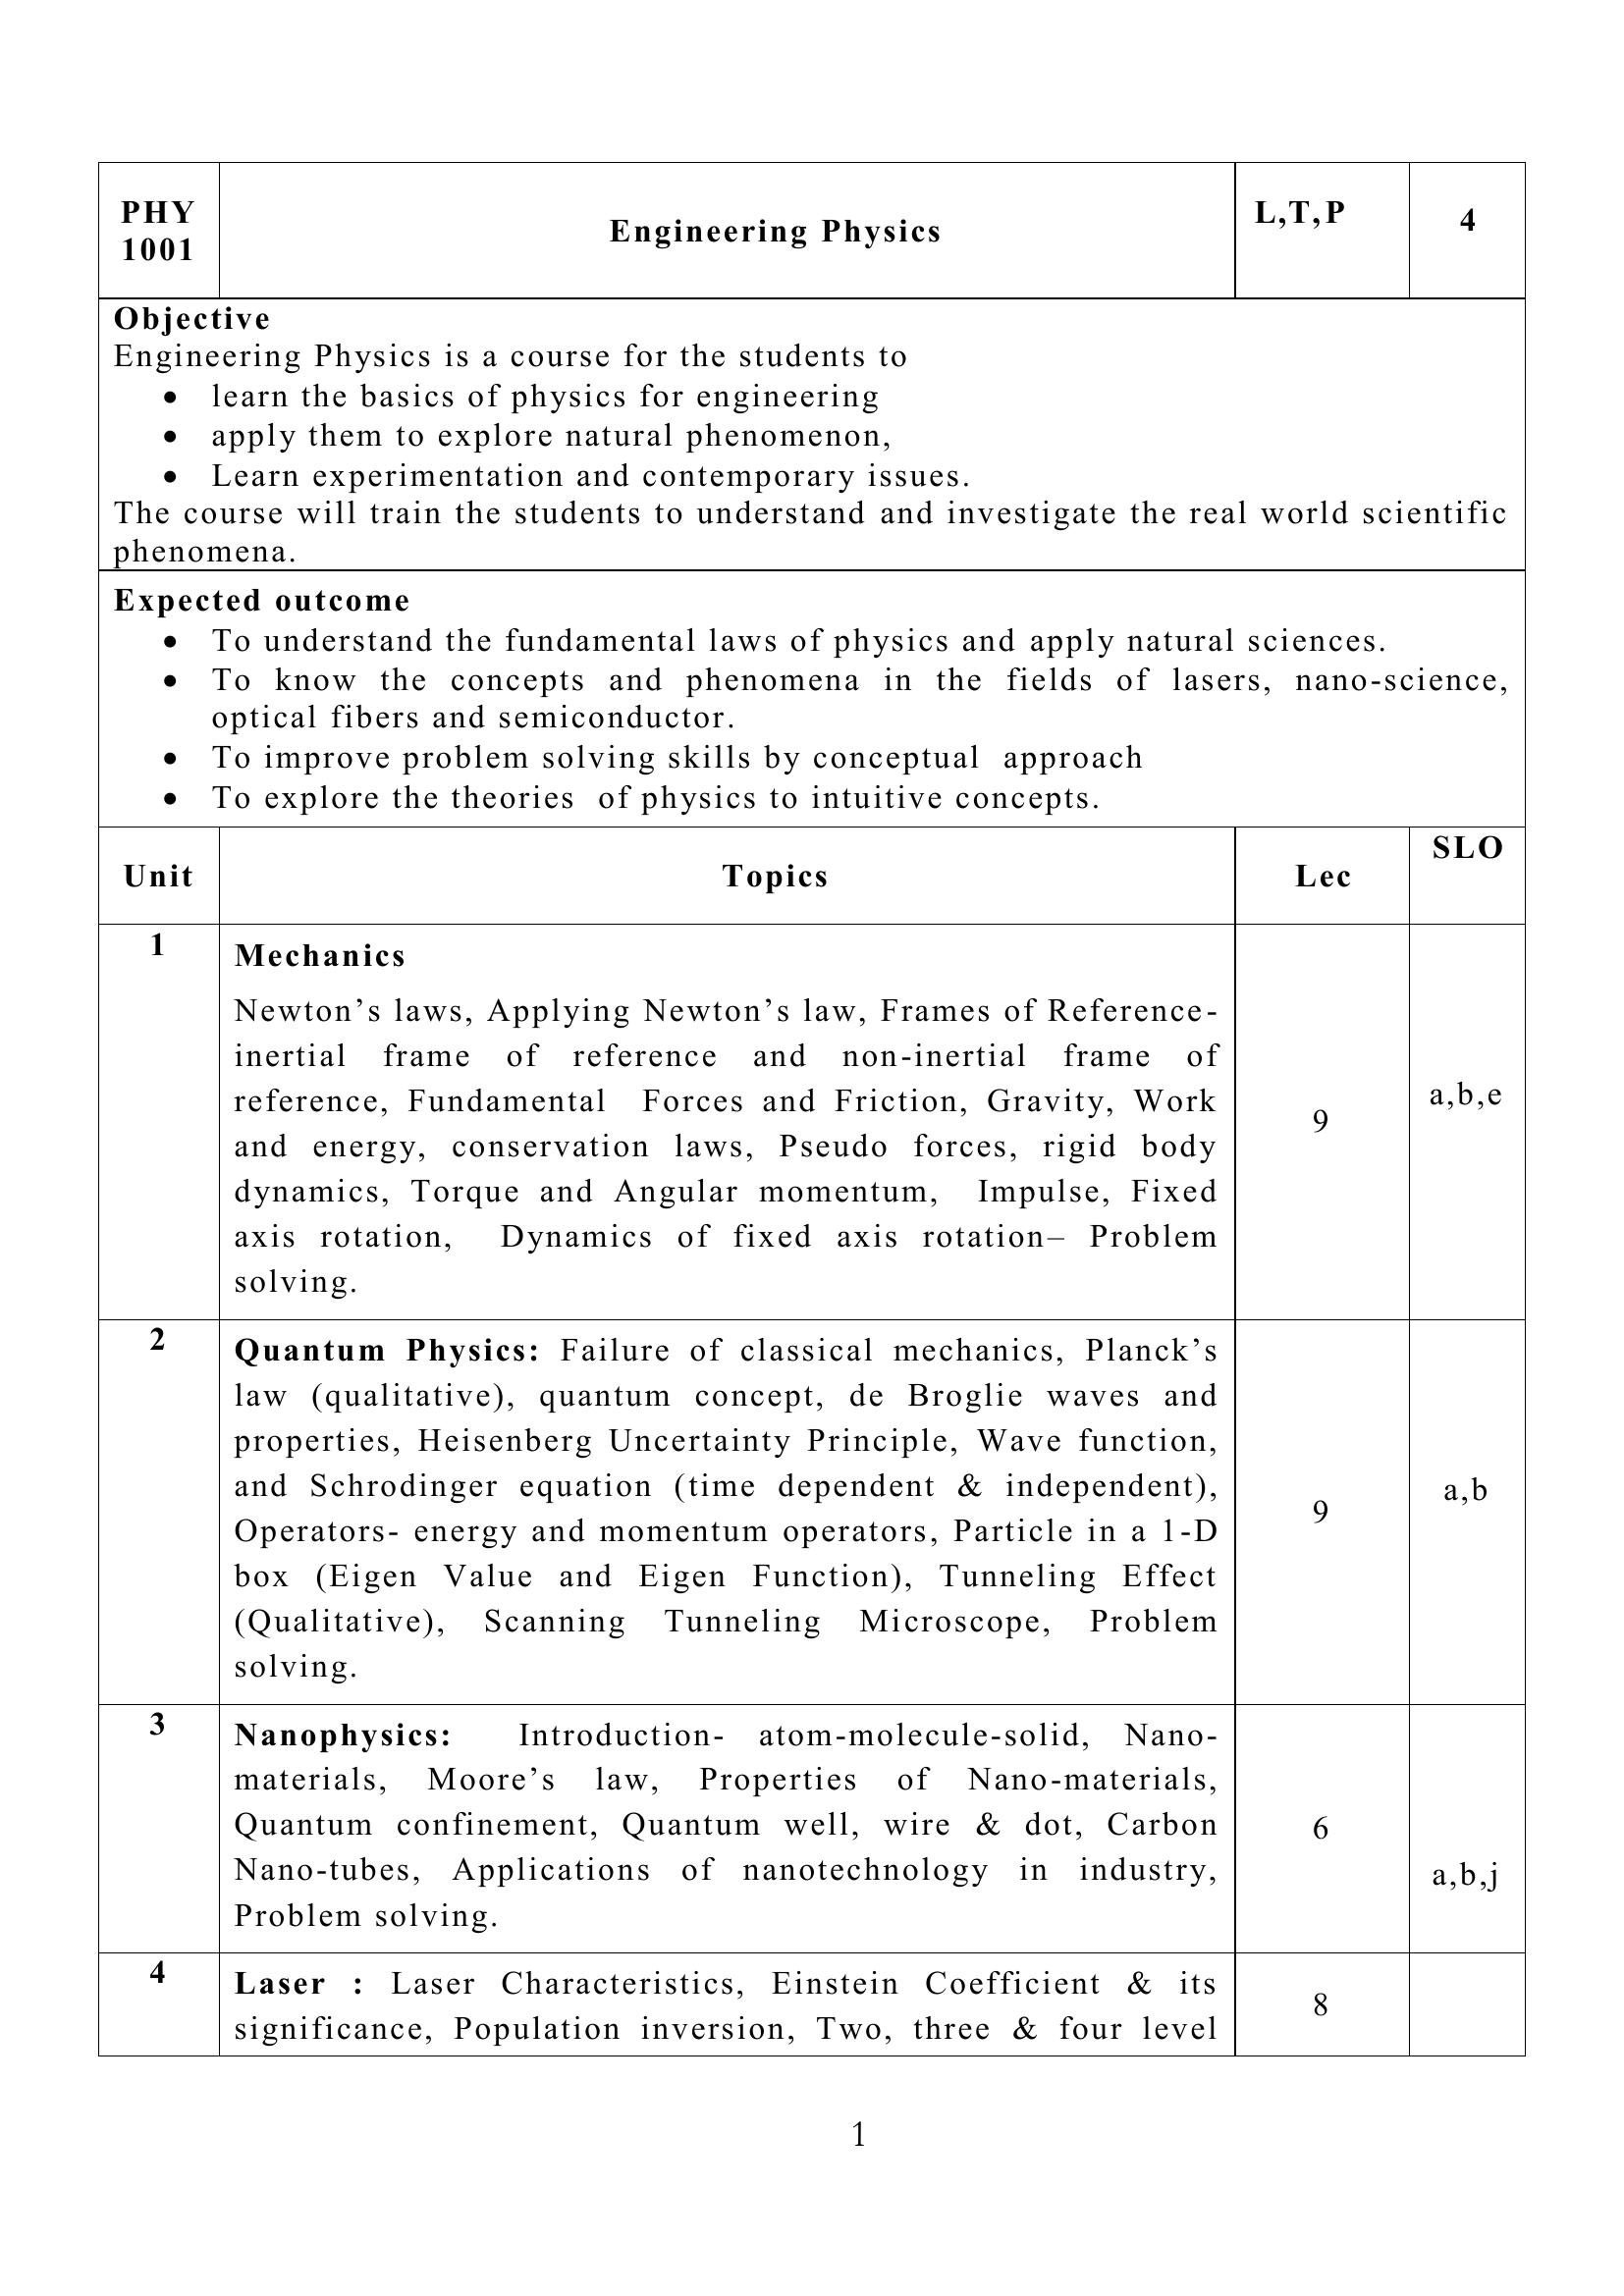 PHY
1001
Engineering Physics
L,T,P
4
Objective
Engineering Physics is a course for the students to
• learn the basics of physics for engineering
• apply them to explore natural phenomenon,
• Learn experimentation and contemporary issues.
The course will train the students to understand and investigate the real world scientific
phenomena.
Expected outcome
• To understand the fundamental laws of physics and apply natural sciences.
• To know the concepts and phenomena in the fields of lasers, nano-science,
optical fibers and semiconductor.
• To improve problem solving skills by conceptual approach
• To explore the theories of physics to intuitive concepts.
Unit
Topics
Lec
SLO
1
Mechanics
Newton’s laws, Applying Newton’s law, Frames of Reference-
inertial frame of reference and non-inertial frame of
reference, Fundamental Forces and Friction, Gravity, Work
and energy, conservation laws, Pseudo forces, rigid body
dynamics, Torque and Angular momentum, Impulse, Fixed
axis rotation, Dynamics of fixed axis rotation– Problem
solving.
9
a,b,e
2
Quantum Physics: Failure of classical mechanics, Planck’s
law (qualitative), quantum concept, de Broglie waves and
properties, Heisenberg Uncertainty Principle, Wave function,
and Schrodinger equation (time dependent & independent),
Operators- energy and momentum operators, Particle in a 1-D
box (Eigen Value and Eigen Function), Tunneling Effect
(Qualitative), Scanning Tunneling Microscope, Problem
solving.
9
a,b
3
Nanophysics: Introduction- atom-molecule-solid, Nano-
materials, Moore’s law, Properties of Nano-materials,
Quantum confinement, Quantum well, wire & dot, Carbon
Nano-tubes, Applications of nanotechnology in industry,
Problem solving.
6
a,b,j
4
Laser : Laser Characteristics, Einstein Coefficient & its
significance, Population inversion, Two, three & four level
8
1